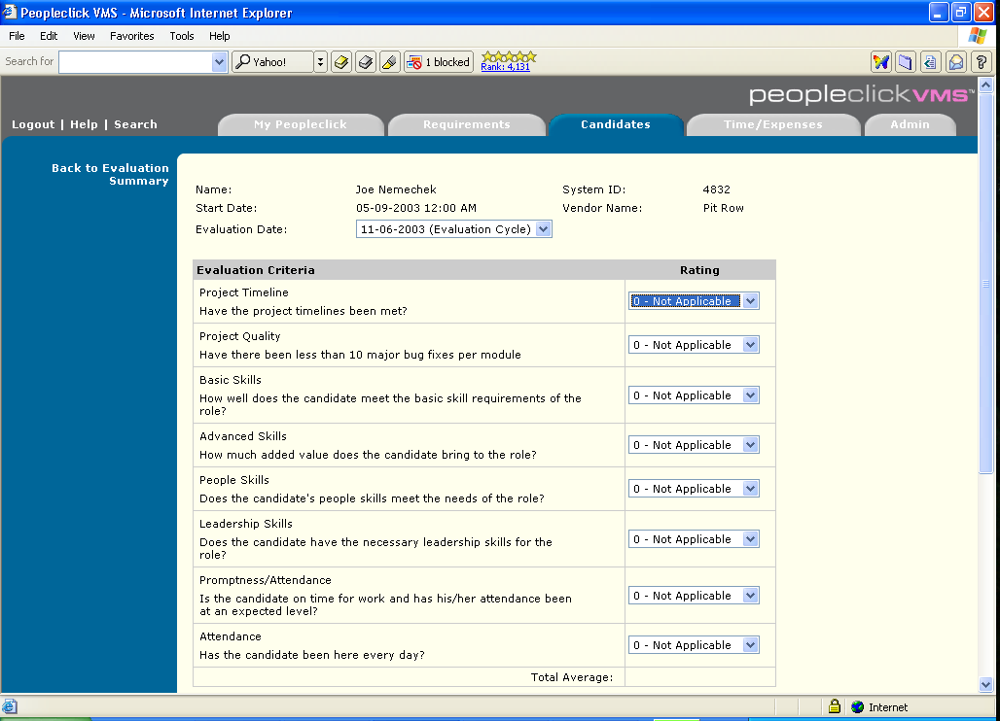 Peopleclick VMS - Microsoft Internet Explorer
File Edit View Favorites Tools Help
Search for Yahoo! 1 blocked Rank: 4,131
peopleclickVMS™
Logout | Help | Search My Peopleclick Requirements Candidates Time/Expenses Admin
Back to Evaluation
Summary
Name: Joe Nemechek System ID: 4832
Start Date: 05-09-2003 12:00 AM Vendor Name: Pit Row
Evaluation Date: 11-06-2003 (Evaluation Cycle)
Evaluation Criteria Rating
Project Timeline
Have the project timelines been met? 0 - Not Applicable
Project Quality
Have there been less than 10 major bug fixes per module 0 - Not Applicable
Basic Skills
How well does the candidate meet the basic skill requirements of the 0 - Not Applicable
role?
Advanced Skills
How much added value does the candidate bring to the role? 0 - Not Applicable
People Skills
Does the candidate's people skills meet the needs of the role? 0 - Not Applicable
Leadership Skills
Does the candidate have the necessary leadership skills for the 0 - Not Applicable
role?
Promptness/Attendance
Is the candidate on time for work and has his/her attendance been 0 - Not Applicable
at an expected level?
Attendance
Has the candidate been here every day? 0 - Not Applicable
Total Average:
Internet